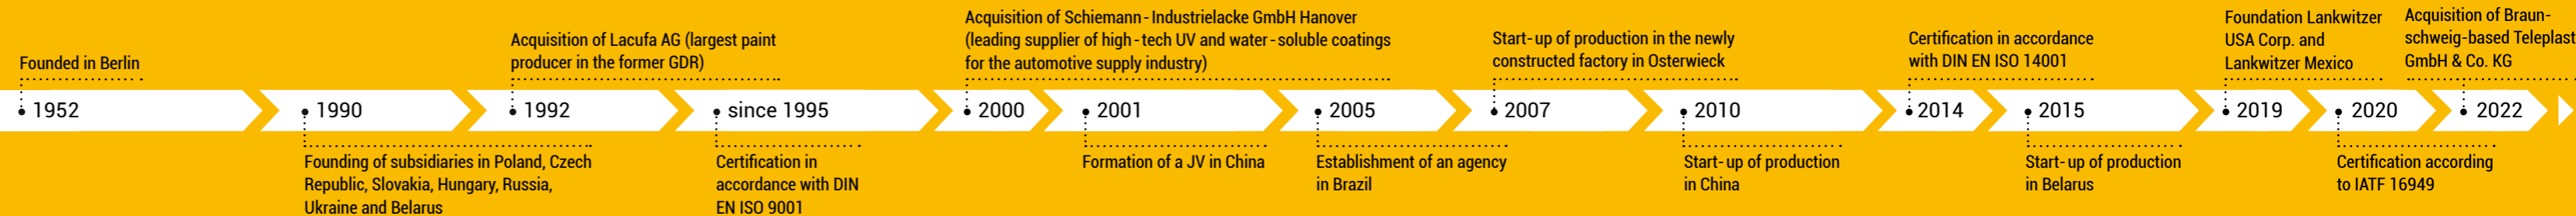 Founded in Berlin
1952
1990
Founding of subsidiaries in Poland, Czech
Republic, Slovakia, Hungary, Russia,
Ukraine and Belarus
Acquisition of Lacufa AG (largest paint
producer in the former GDR)
1992
since 1995
Certification in
accordance with DIN
EN ISO 9001
Acquisition of Schiemann-Industrielacke GmbH Hanover
(leading supplier of high-tech UV and water-soluble coatings
for the automotive supply industry)
2000
2001
Formation of a JV in China
2005
Establishment of an agency
in Brazil
Start-up of production in the newly
constructed factory in Osterwieck
2007
2010
Start-up of production
in China
Certification in accordance
with DIN EN ISO 14001
2014
2015
Start-up of production
in Belarus
Foundation Lankwitzer
USA Corp. and
Lankwitzer Mexico
2019
2020
Certification according
to IATF 16949
Acquisition of Braun-
schweig-based Teleplast
GmbH & Co. KG
2022